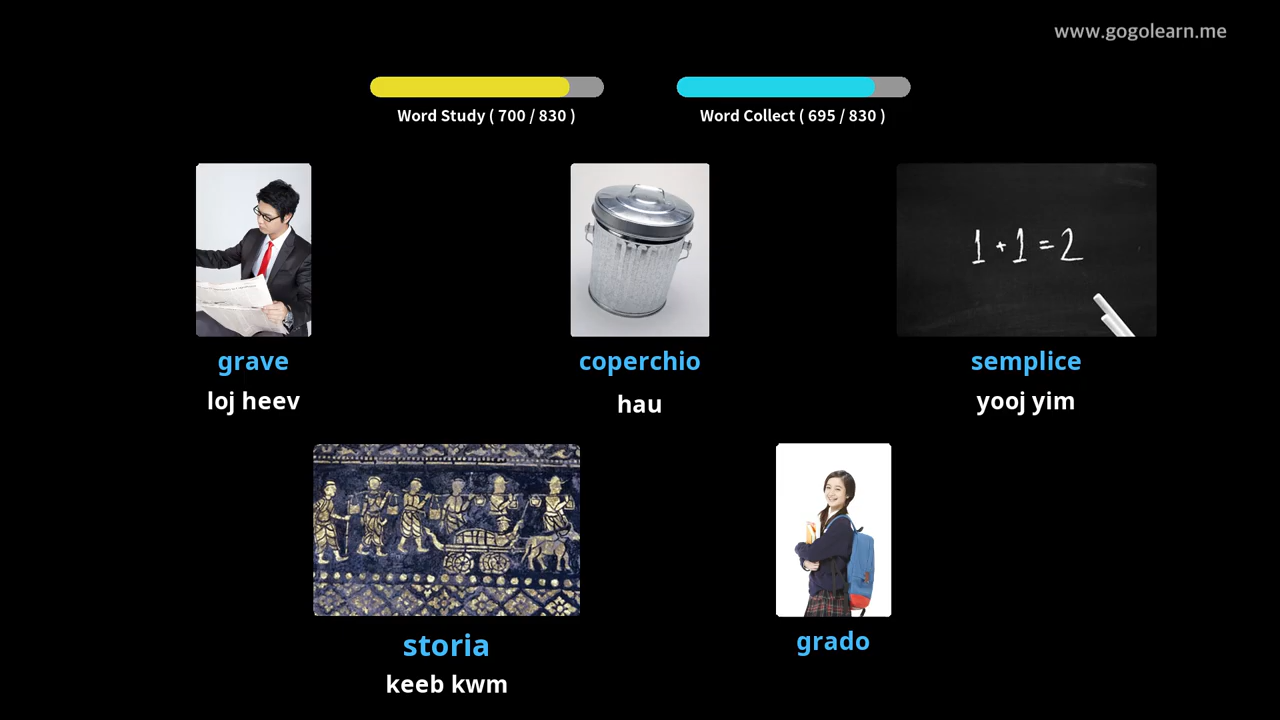 www.gogolearn.me
Word Study ( 700 / 830 )
Word Collect ( 695 / 830 )
grave
loj heev
coperchio
hau
semplice
yooj yim
1 + 1 = 2
storia
keeb kwm
grado